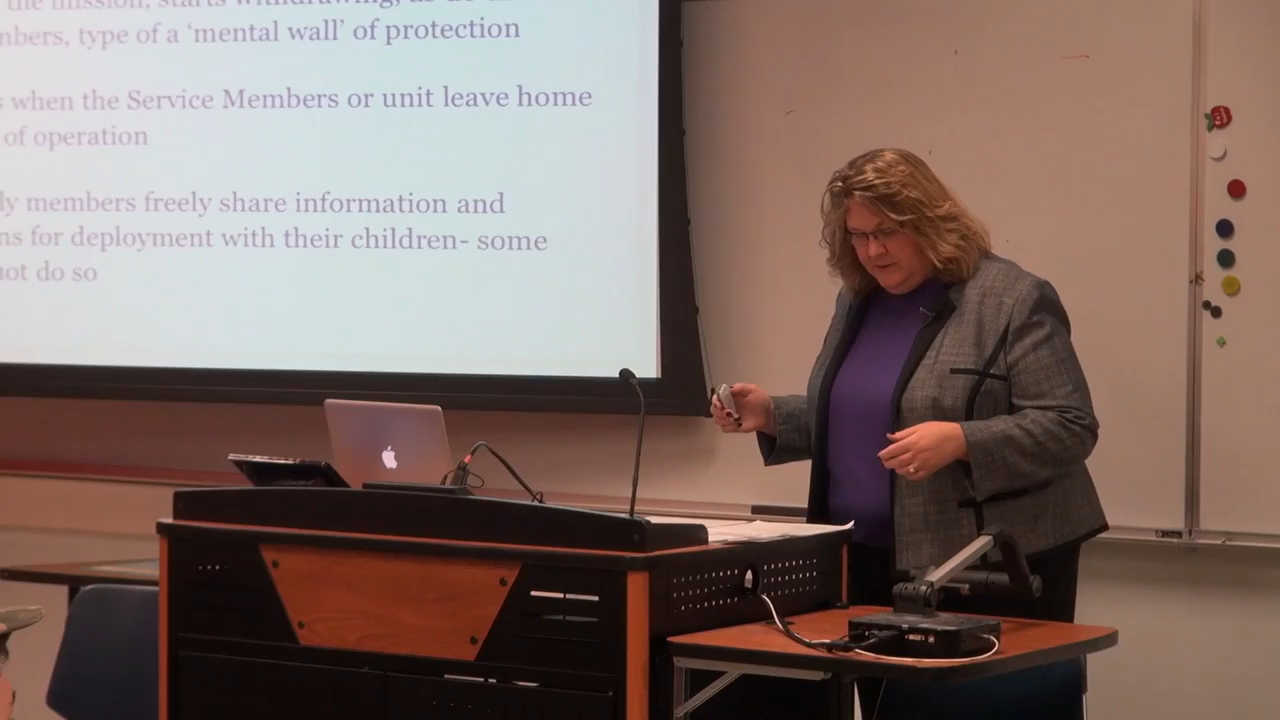 the mission, starts withdrawing, as do
mbers, type of a ‘mental wall’ of protection
s when the Service Members or unit leave home
of operation
ly members freely share information and
ns for deployment with their children- some
not do so